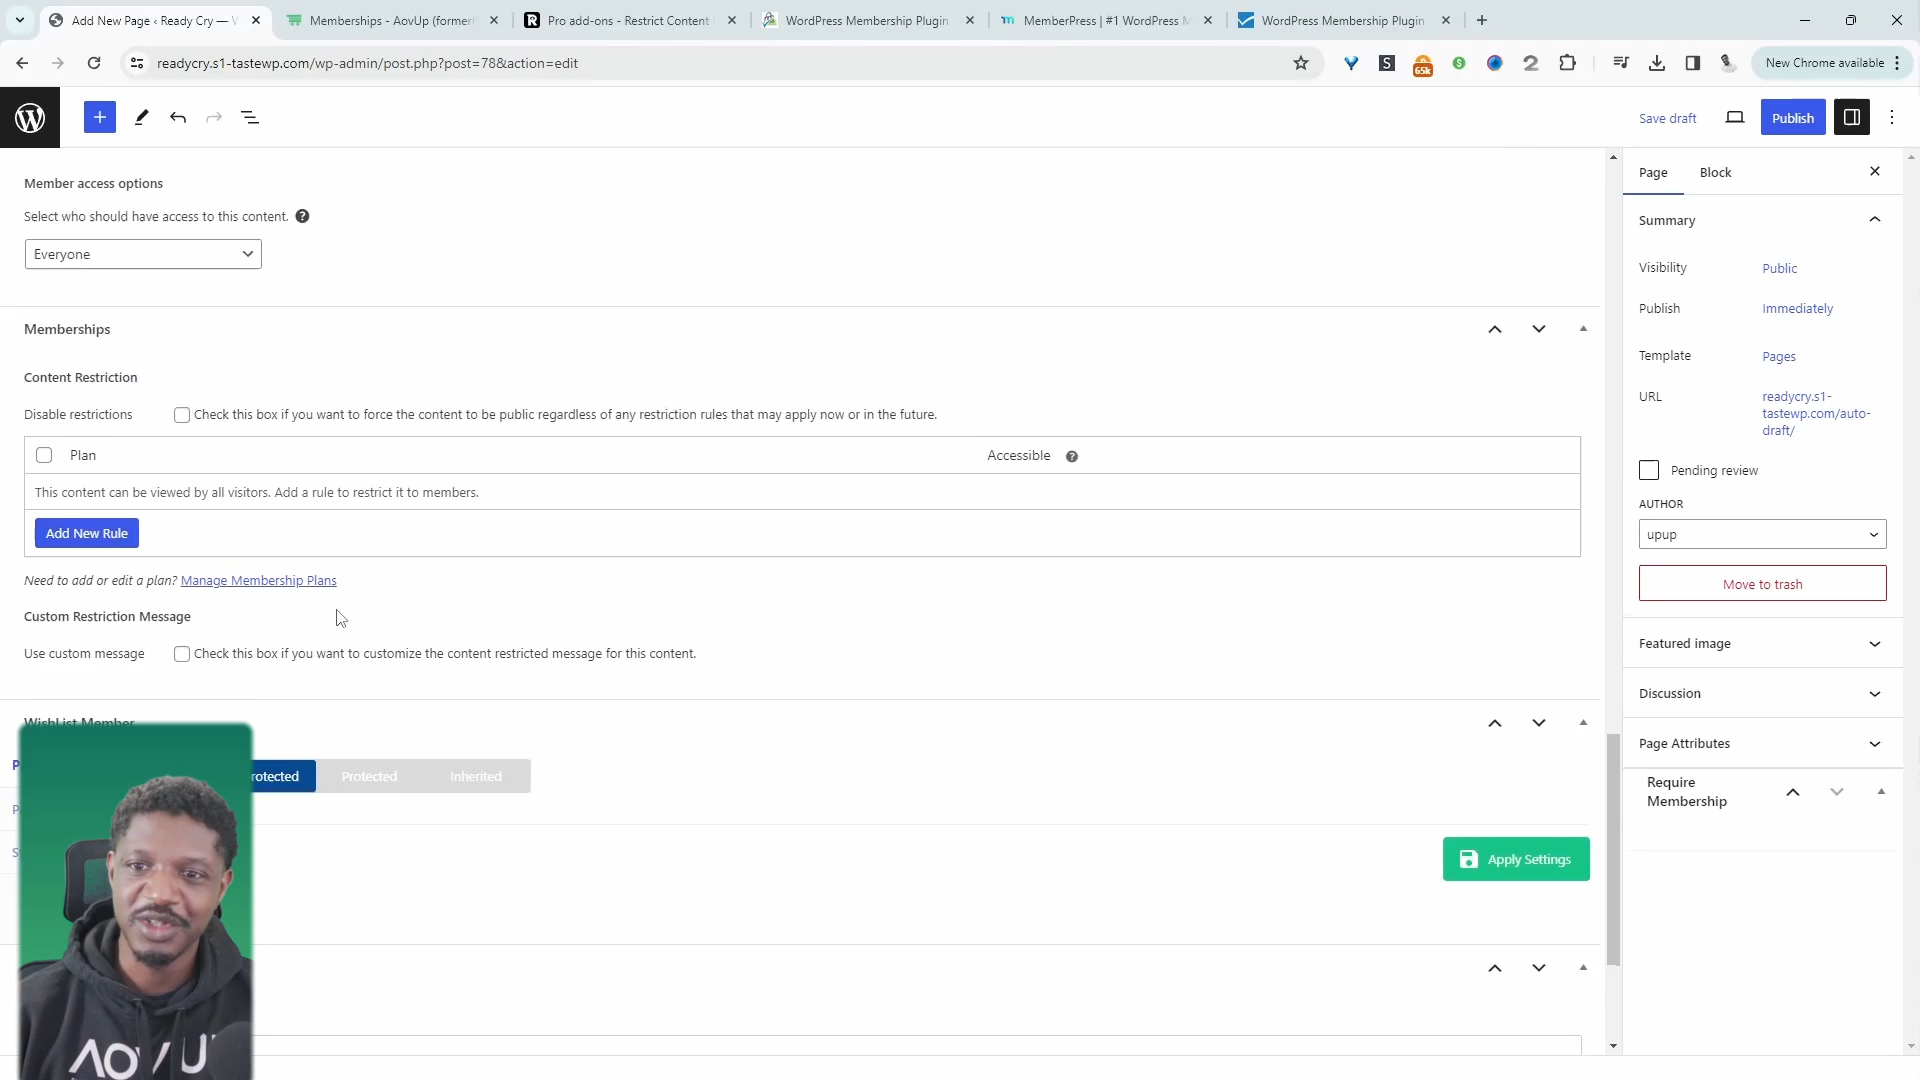 Add New Page ‹ Ready Cry —
Memberships - AovUp (former
Pro add-ons - Restrict Content
WordPress Membership Plugin
MemberPress | #1 WordPress
WordPress Membership Plugin
readycry.s1-tastewp.com/wp-admin/post.php?post=78&action=edit
S
65k
New Chrome available
Save draft
Publish
Member access options
Select who should have access to this content.
Everyone
Memberships
Content Restriction
Disable restrictions
Check this box if you want to force the content to be public regardless of any restriction rules that may apply now or in the future.
Plan
Accessible
This content can be viewed by all visitors. Add a rule to restrict it to members.
Add New Rule
Need to add or edit a plan? Manage Membership Plans
Custom Restriction Message
Use custom message
Check this box if you want to customize the content restricted message for this content.
WishList Member
rotected
Protected
Inherited
Apply Settings
Page
Block
Summary
Visibility
Public
Publish
Immediately
Template
Pages
URL
readycry.s1-
tastewp.com/auto-
draft/
Pending review
AUTHOR
upup
Move to trash
Featured image
Discussion
Page Attributes
Require
Membership